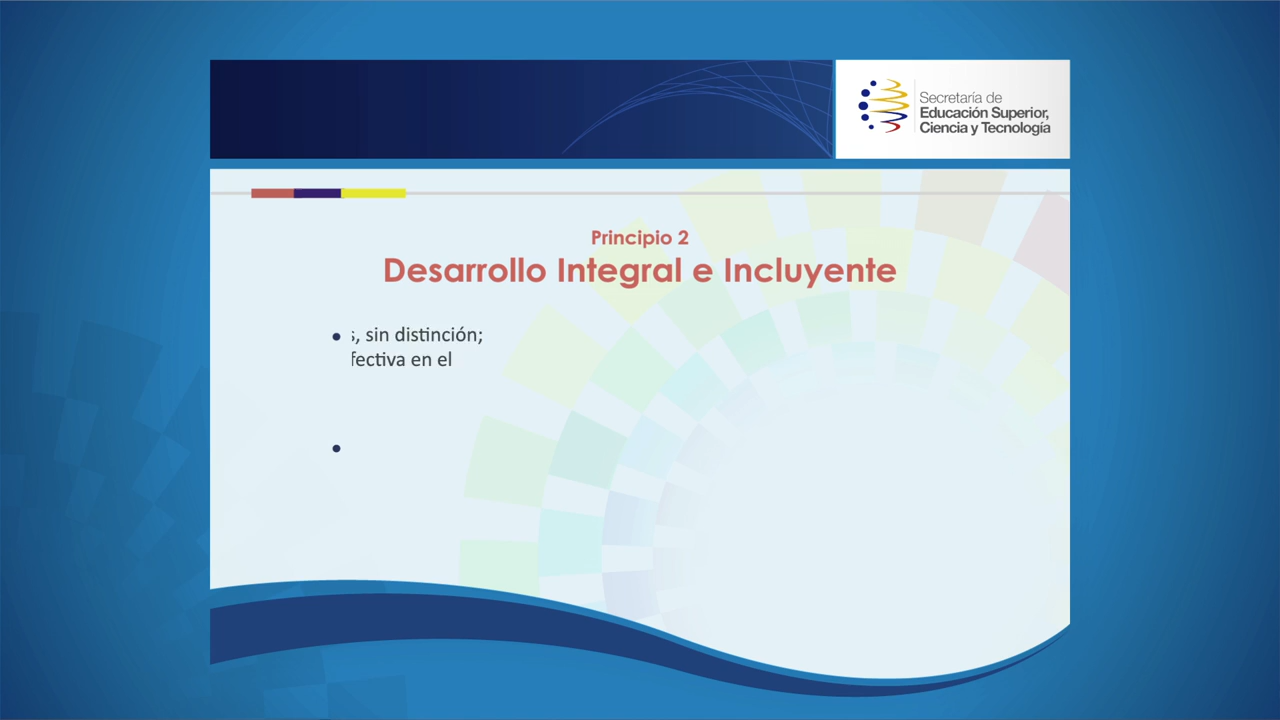 Secretaría de
Educación Superior,
Ciencia y Tecnología
Principio 2
Desarrollo Integral e Incluyente
s, sin distinción;
fectiva en el